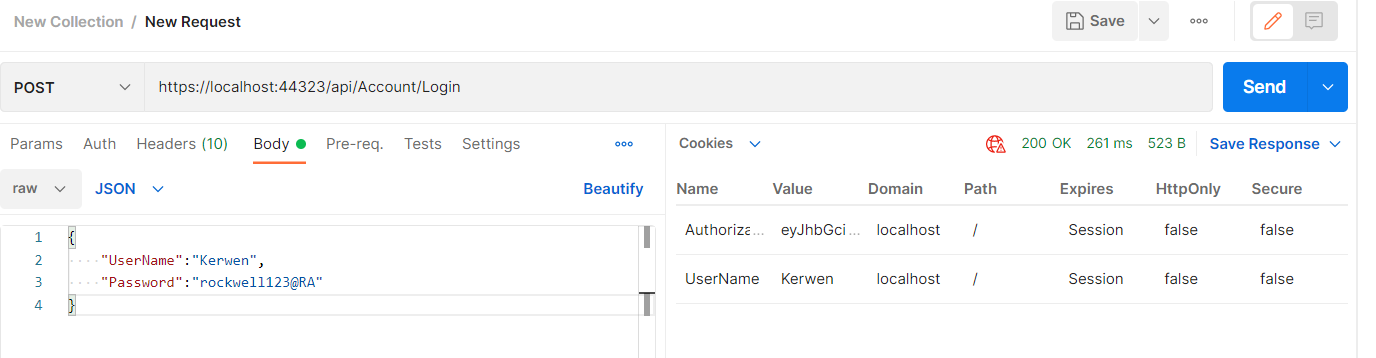 New Collection / New Request
Save
POST
https://localhost:44323/api/Account/Login
Send
Params Auth Headers (10) Body Pre-req. Tests Settings
Cookies
200 OK 261 ms 523 B Save Response
raw JSON Beautify
Name Value Domain Path Expires HttpOnly Secure
Authoriza... eyJhbGci... localhost / Session false false
UserName Kerwen localhost / Session false false
1 {
2 ····"UserName":"Kerwen",
3 ····"Password":"rockwell123@RA"
4 }